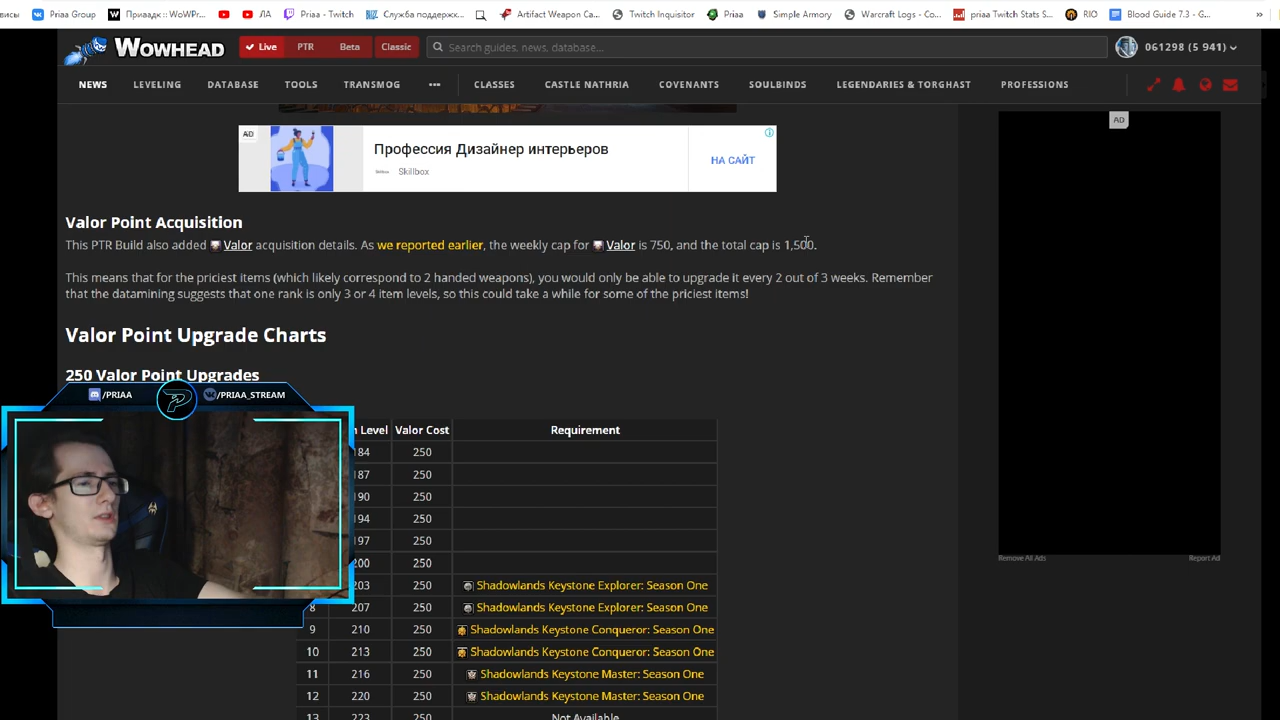 висы
Priaa Group
Привадк :: WoWPr...
ЛА
Priaa - Twitch
Служба поддержк...
Artifact Weapon Ca...
Twitch Inquisitor
Priaa
Simple Armory
Warcraft Logs - Co...
priaa Twitch Stats S...
RIO
Blood Guide 7.3 – G...
»
WOWHEAD
Live
PTR
Beta
Classic
Search guides, news, database...
061298 (5 941)
NEWS
LEVELING
DATABASE
TOOLS
TRANSMOG
•••
CLASSES
CASTLE NATHRIA
COVENANTS
SOULBINDS
LEGENDARIES & TORGHAST
PROFESSIONS
AD
Профессия Дизайнер интерьеров
Skillbox
НА САЙТ
AD
Valor Point Acquisition
This PTR Build also added Valor acquisition details. As we reported earlier, the weekly cap for Valor is 750, and the total cap is 1,500.
This means that for the priciest items (which likely correspond to 2 handed weapons), you would only be able to upgrade it every 2 out of 3 weeks. Remember
that the datamining suggests that one rank is only 3 or 4 item levels, so this could take a while for some of the priciest items!
Valor Point Upgrade Charts
250 Valor Point Upgrades
/PRIAA
/PRIAA_STREAM
Level Valor Cost Requirement
184 250
187 250
190 250
194 250
197 250
200 250
203 250 Shadowlands Keystone Explorer: Season One
8 207 250 Shadowlands Keystone Explorer: Season One
9 210 250 Shadowlands Keystone Conqueror: Season One
10 213 250 Shadowlands Keystone Conqueror: Season One
11 216 250 Shadowlands Keystone Master: Season One
12 220 250 Shadowlands Keystone Master: Season One
13 223 250 Not Available
Remove All Ads
Report Ad